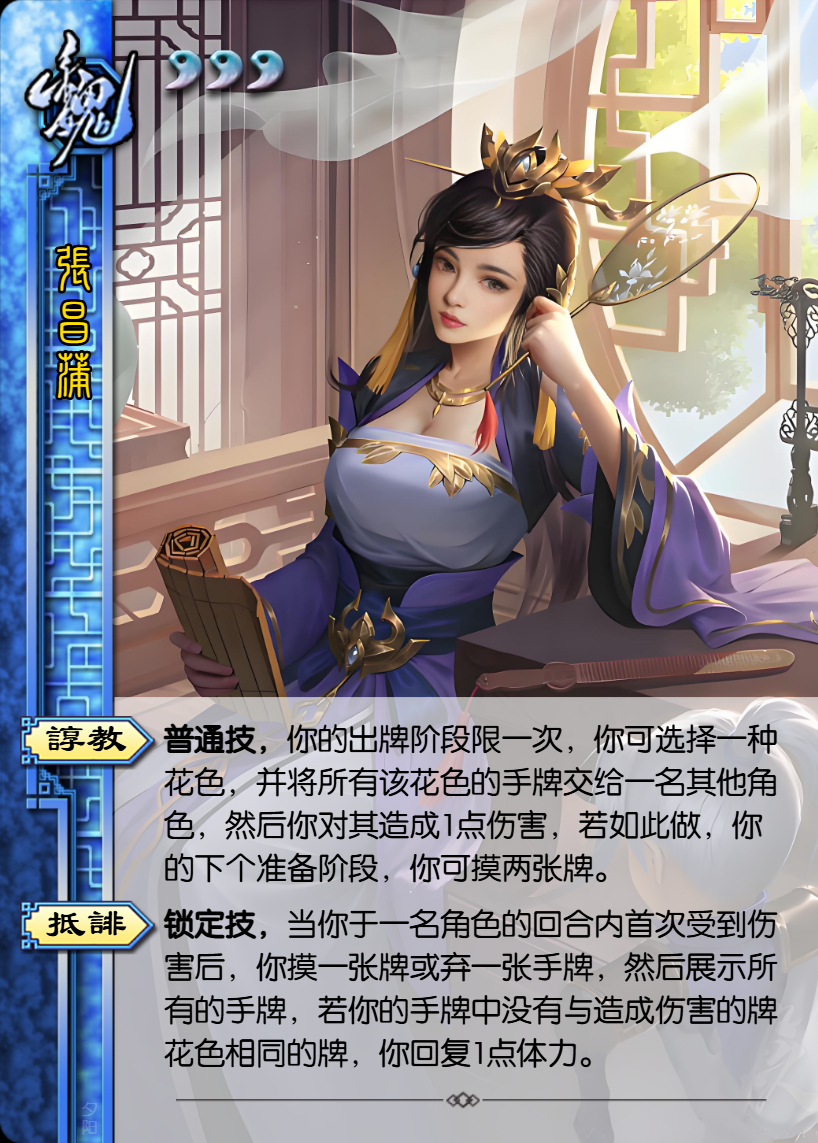 魏
張昌蒲
諄教
普通技，你的出牌阶段限一次，你可选择一种
花色，并将所有该花色的手牌交给一名其他角
色，然后你对其造成1点伤害，若如此做，你
的下个准备阶段，你可摸两张牌。
抵誹
锁定技，当你于一名角色的回合内首次受到伤
害后，你摸一张牌或弃一张手牌，然后展示所
有的手牌，若你的手牌中没有与造成伤害的牌
花色相同的牌，你回复1点体力。
夕阳